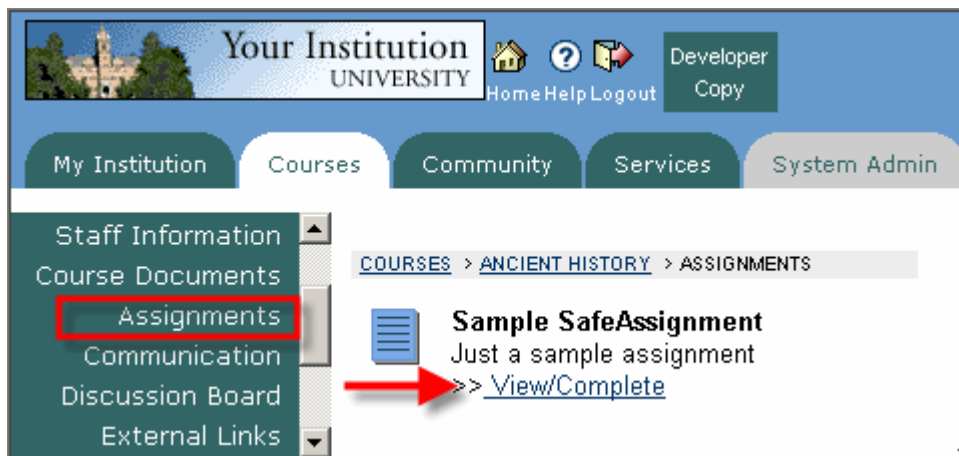 Your Institution
UNIVERSITY
Home Help Logout
Developer
Copy
My Institution Courses Community Services System Admin
Staff Information
Course Documents
Assignments
Communication
Discussion Board
External Links
COURSES > ANCIENT HISTORY > ASSIGNMENTS
Sample SafeAssignment
Just a sample assignment
>> View/Complete